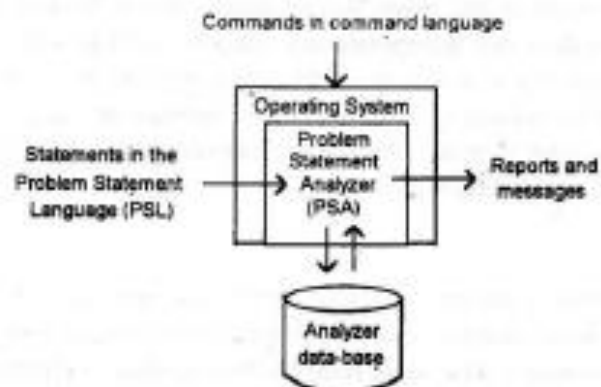 Commands in command language
Operating System
Problem
Statement
Analyzer
(PSA)
Statements in the
Problem Statement
Language (PSL)
Reports and
messages
Analyzer
data-base